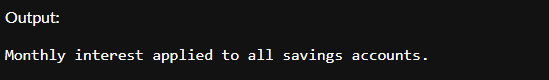 Output:
Monthly interest applied to all savings accounts.